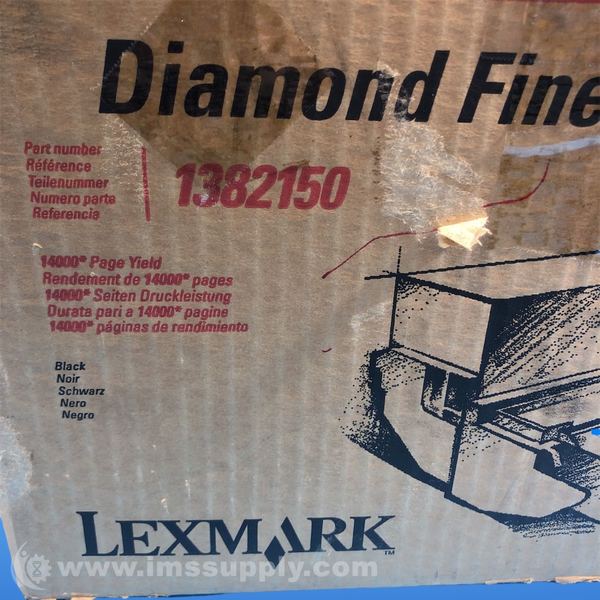 Diamond Fine
Part number
Référence
Teilenummer
Numero parte
Referencia
1382150
14000* Page Yield
Rendement de 14000* pages
14000* Seiten Druckleistung
Durata pari a 14000* pagine
14000* páginas de rendimiento
Black
Noir
Schwarz
Nero
Negro
LEXMARK
TM
www.imssupply.com